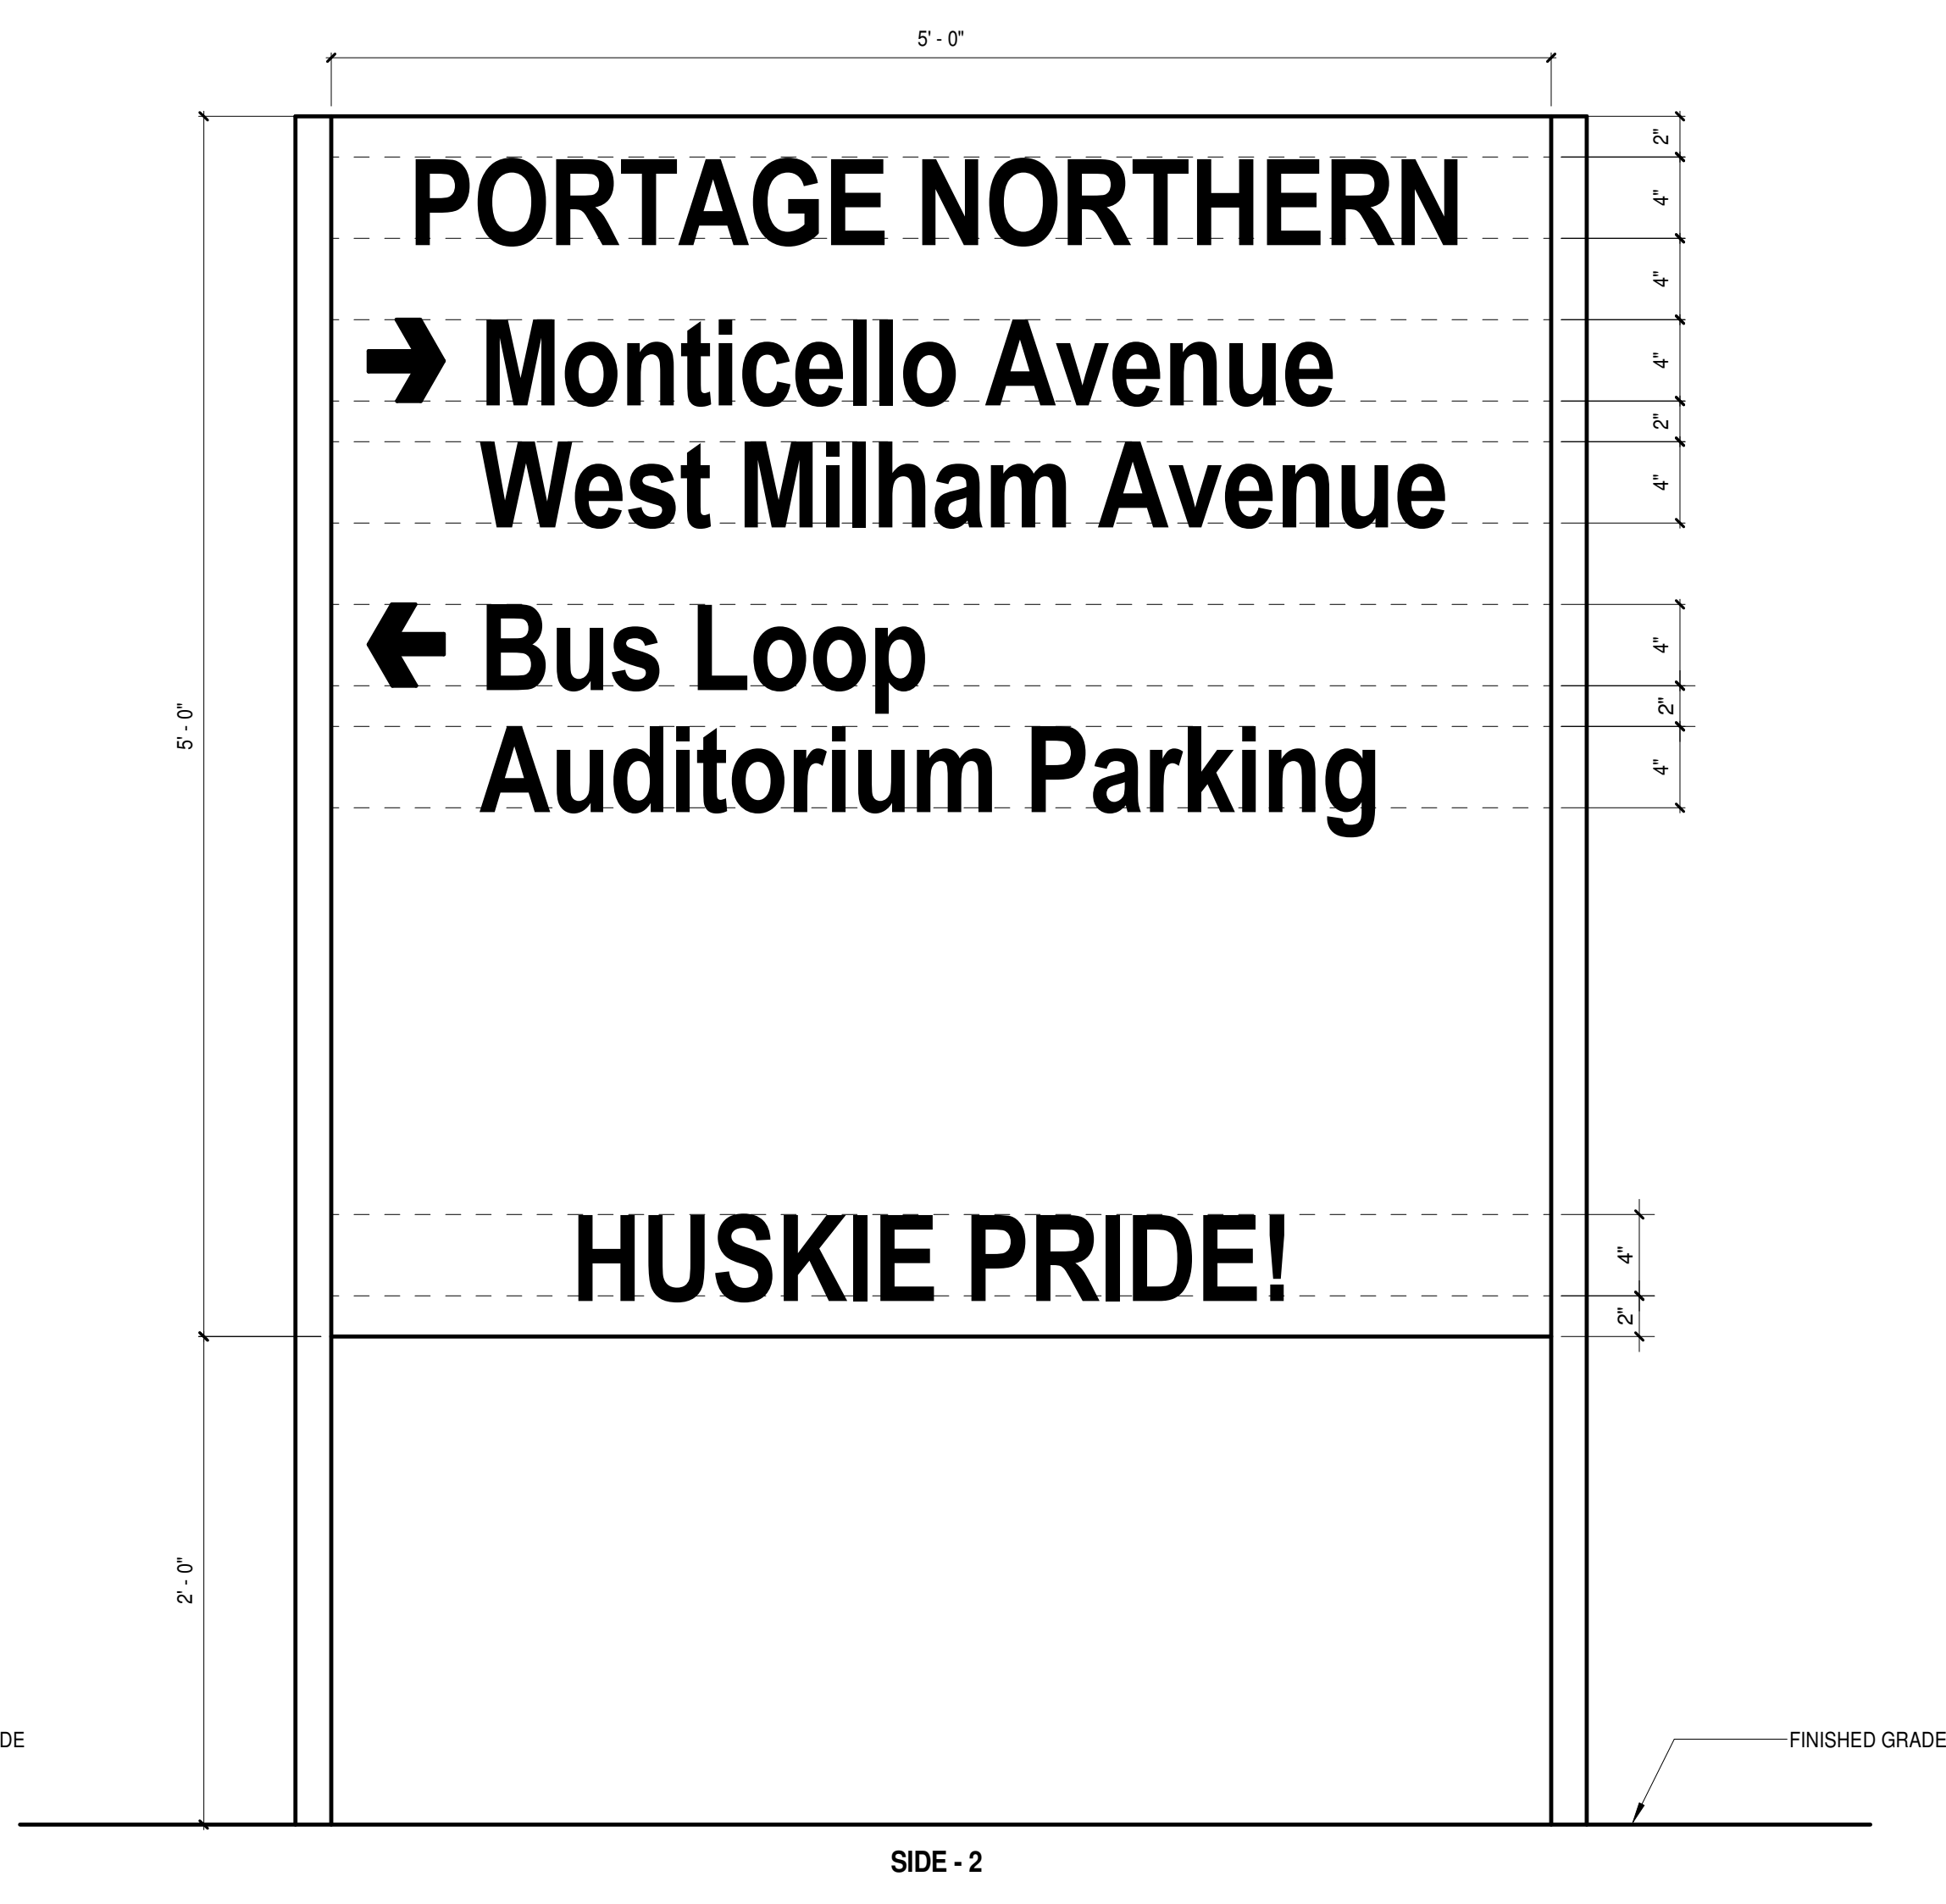 5' - 0"
2"
PORTAGE NORTHERN
4"
4"
Monticello Avenue
4"
2"
West Milham Avenue
4"
Bus Loop
4"
5' - 0"
2"
Auditorium Parking
4"
HUSKIE PRIDE!
4"
2"
2' - 0"
DE
FINISHED GRADE
SIDE - 2